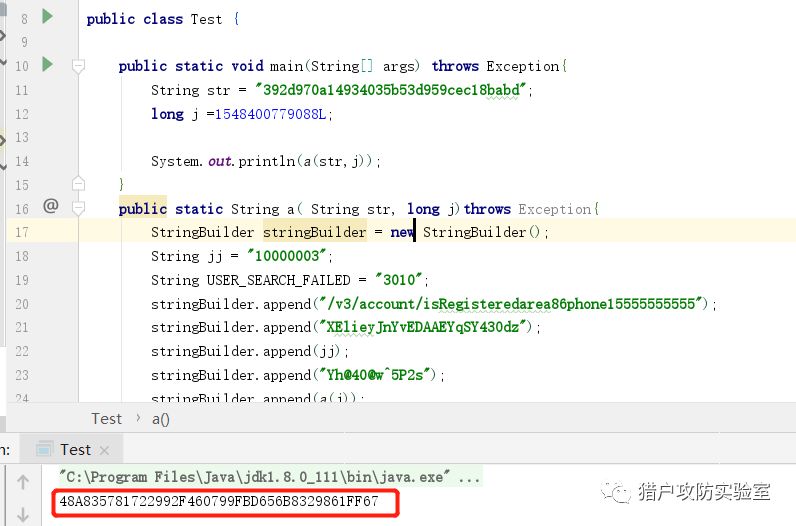 8 public class Test {
9
10 public static void main(String[] args) throws Exception{
11 String str = "392d970a14934035b53d959cec18babd";
12 long j =1548400779088L;
13
14 System.out.println(a(str,j));
15 }
16 @ public static String a( String str, long j)throws Exception{
17 StringBuilder stringBuilder = new StringBuilder();
18 String jj = "10000003";
19 String USER_SEARCH_FAILED = "3010";
20 stringBuilder.append("/v3/account/isRegisteredarea86phone15555555555");
21 stringBuilder.append("XElieyJnYvEDAAEYqSY430dz");
22 stringBuilder.append(jj);
23 stringBuilder.append("Yh@40@w^5P2s");
24 stringBuilder.append(a(j));
Test › a()
n: Test ×
"C:\Program Files\Java\jdk1.8.0_111\bin\java.exe" ...
48A835781722992F460799FBD656B8329861FF67
猎户攻防实验室